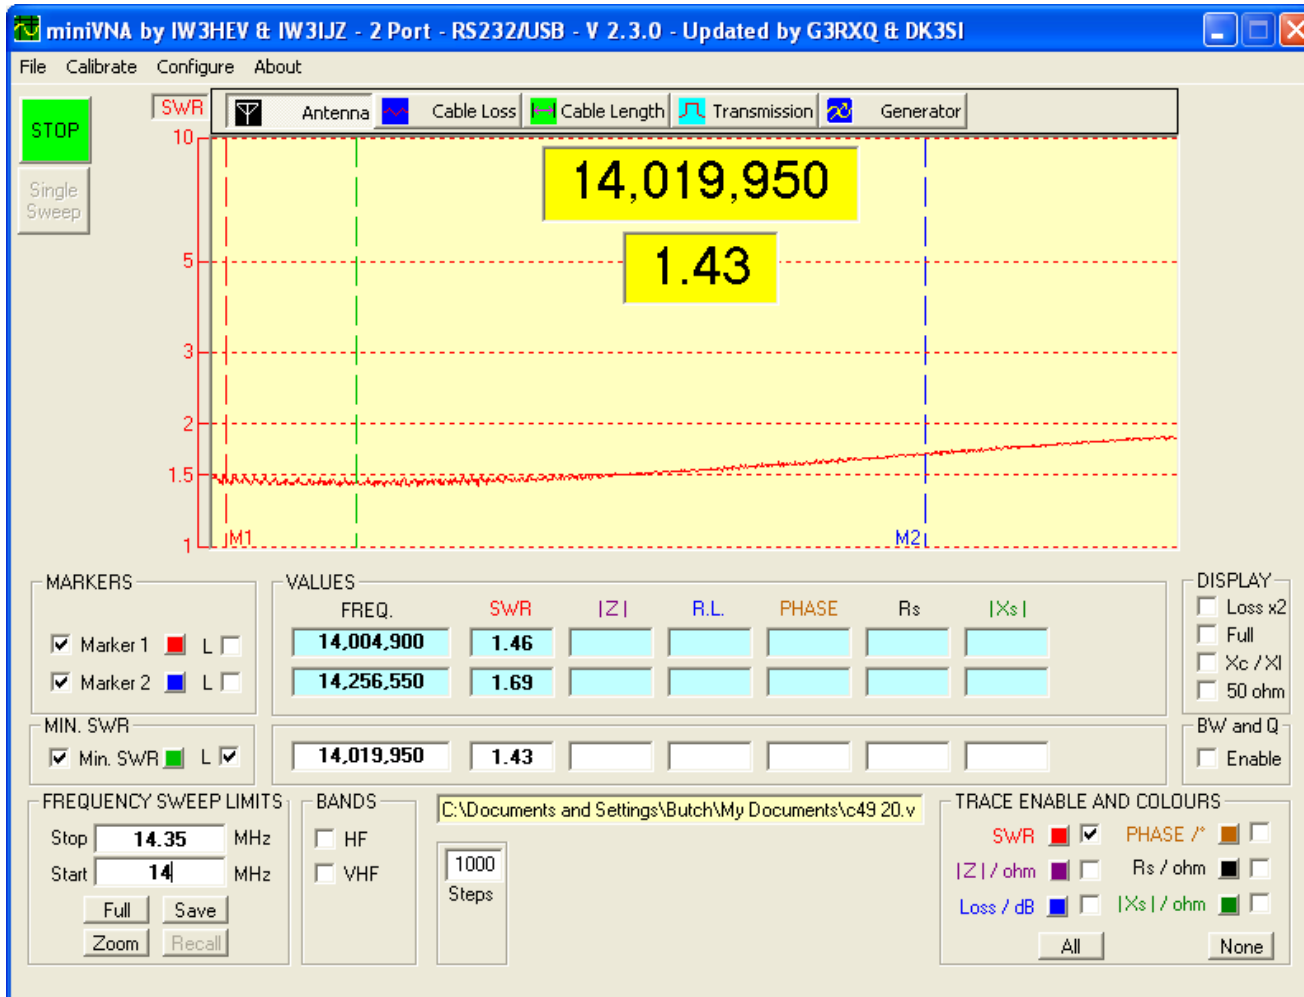 miniVNA by IW3HEV & IW3IJZ - 2 Port - RS232/USB - V 2.3.0 - Updated by G3RXQ & DK3SI
File Calibrate Configure About
STOP
SWR
Antenna Cable Loss Cable Length Transmission Generator
Single
Sweep
10
14,019,950
1.43
5
3
2
1.5
1
M1
M2
MARKERS
VALUES
DISPLAY
FREQ. SWR |Z| R.L. PHASE Rs |Xs|
Marker 1 L
14,004,900 1.46
Marker 2 L
14,256,550 1.69
Loss x2
Full
Xc / Xl
50 ohm
MIN. SWR
Min. SWR L
14,019,950 1.43
BW and Q
Enable
FREQUENCY SWEEP LIMITS
Stop 14.35 MHz
Start 14 MHz
Full Save
Zoom Recall
BANDS
HF
VHF
C:\Documents and Settings\Butch\My Documents\c49 20.v
1000
Steps
TRACE ENABLE AND COLOURS
SWR PHASE /°
|Z| / ohm Rs / ohm
Loss / dB |Xs| / ohm
All None